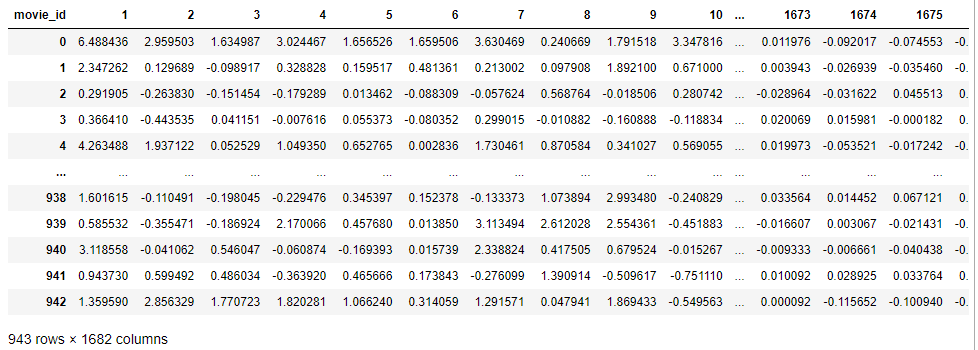 movie_id 1 2 3 4 5 6 7 8 9 10 ... 1673 1674 1675
0 6.488436 2.959503 1.634987 3.024467 1.656526 1.659506 3.630469 0.240669 1.791518 3.347816 ... 0.011976 -0.092017 -0.074553 -0.
1 2.347262 0.129689 -0.098917 0.328828 0.159517 0.481361 0.213002 0.097908 1.892100 0.671000 ... 0.003943 -0.026939 -0.035460 -0.
2 0.291905 -0.263830 -0.151454 -0.179289 0.013462 -0.088309 -0.057624 0.568764 -0.018506 0.280742 ... -0.028964 -0.031622 0.045513 0.
3 0.366410 -0.443535 0.041151 -0.007616 0.055373 -0.080352 0.299015 -0.010882 -0.160888 -0.118834 ... 0.020069 0.015981 -0.000182 0.
4 4.263488 1.937122 0.052529 1.049350 0.652765 0.002836 1.730461 0.870584 0.341027 0.569055 ... 0.019973 -0.053521 -0.017242 -0.
... ... ... ... ... ... ... ... ... ... ... ... ... ... ...
938 1.601615 -0.110491 -0.198045 -0.229476 0.345397 0.152378 -0.133373 1.073894 2.993480 -0.240829 ... 0.033564 0.014452 0.067121 0.
939 0.585532 -0.355471 -0.186924 2.170066 0.457680 0.013850 3.113494 2.612028 2.554361 -0.451883 ... -0.016607 0.003067 -0.021431 -0.
940 3.118558 -0.041062 0.546047 -0.060874 -0.169393 0.015739 2.338824 0.417505 0.679524 -0.015267 ... -0.009333 -0.006661 -0.040438 -0.
941 0.943730 0.599492 0.486034 -0.363920 0.465666 0.173843 -0.276099 1.390914 -0.509617 -0.751110 ... 0.010092 0.028925 0.033764 0.
942 1.359590 2.856329 1.770723 1.820281 1.066240 0.314059 1.291571 0.047941 1.869433 -0.549563 ... 0.000092 -0.115652 -0.100940 -0.
943 rows × 1682 columns